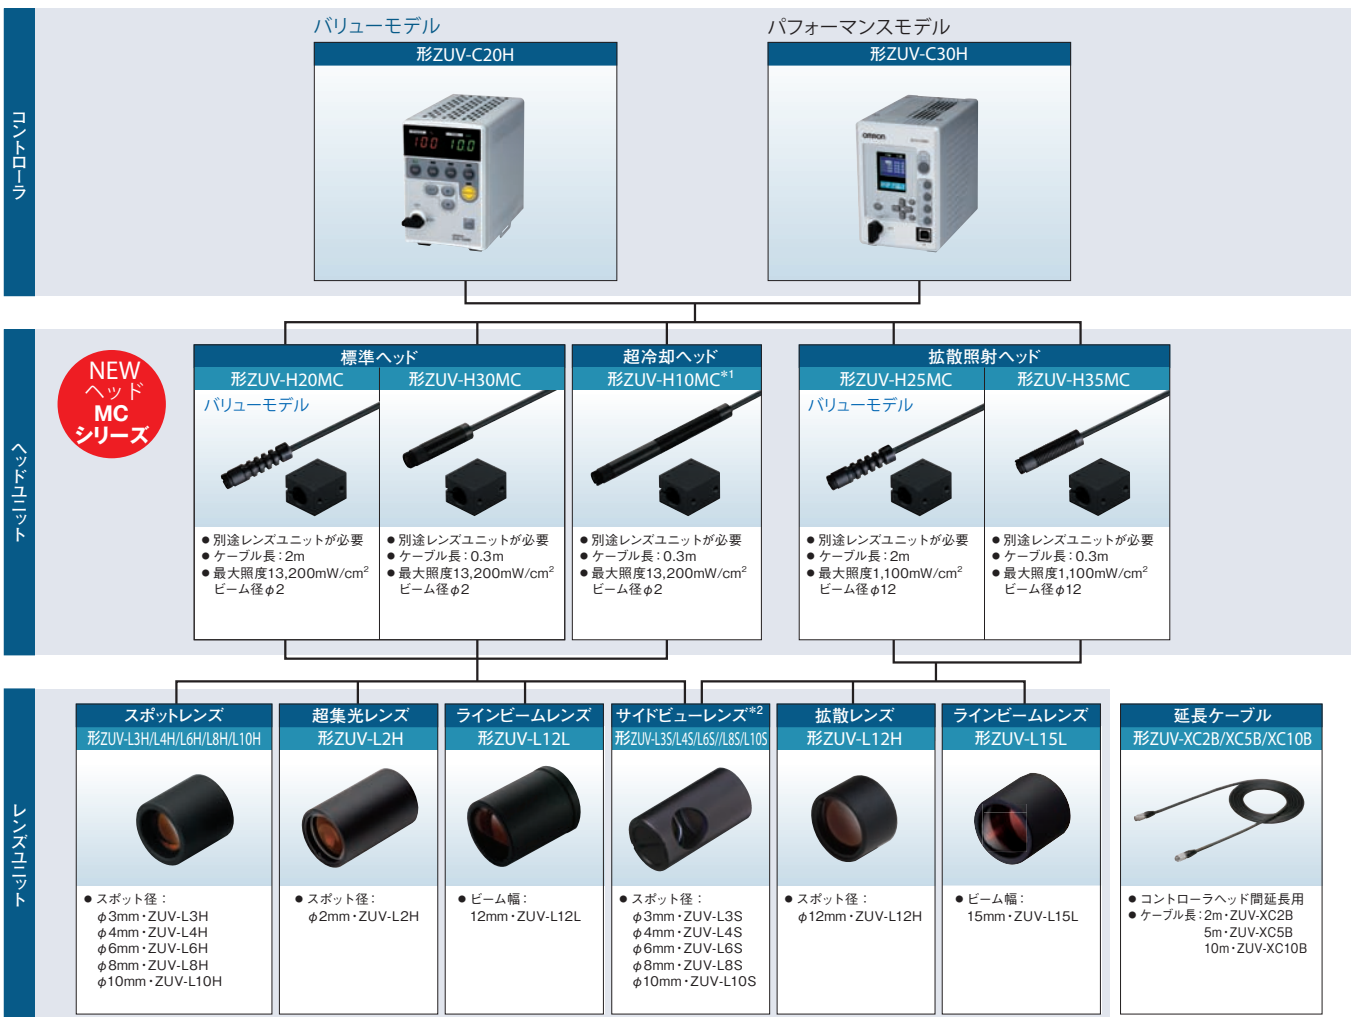 コントローラ
バリューモデル
形ZUV-C20H
100 100
パフォーマンスモデル
形ZUV-C30H
OMRON
ヘッドユニット
NEW
ヘッド
MC
シリーズ
標準ヘッド
形ZUV-H20MC
バリューモデル
● 別途レンズユニットが必要
● ケーブル長：2m
● 最大照度13,200mW/cm²
ビーム径φ2
形ZUV-H30MC
● 別途レンズユニットが必要
● ケーブル長：0.3m
● 最大照度13,200mW/cm²
ビーム径φ2
超冷却ヘッド
形ZUV-H10MC*1
● 別途レンズユニットが必要
● ケーブル長：0.3m
● 最大照度13,200mW/cm²
ビーム径φ2
拡散照射ヘッド
形ZUV-H25MC
バリューモデル
● 別途レンズユニットが必要
● ケーブル長：2m
● 最大照度1,100mW/cm²
ビーム径φ12
形ZUV-H35MC
● 別途レンズユニットが必要
● ケーブル長：0.3m
● 最大照度1,100mW/cm²
ビーム径φ12
レンズユニット
スポットレンズ
形ZUV-L3H/L4H/L6H/L8H/L10H
● スポット径：
φ3mm・ZUV-L3H
φ4mm・ZUV-L4H
φ6mm・ZUV-L6H
φ8mm・ZUV-L8H
φ10mm・ZUV-L10H
超集光レンズ
形ZUV-L2H
● スポット径：
φ2mm・ZUV-L2H
ラインビームレンズ
形ZUV-L12L
● ビーム幅：
12mm・ZUV-L12L
サイドビューレンズ*2
形ZUV-L3S/L4S/L6S//L8S/L10S
● スポット径：
φ3mm・ZUV-L3S
φ4mm・ZUV-L4S
φ6mm・ZUV-L6S
φ8mm・ZUV-L8S
φ10mm・ZUV-L10S
拡散レンズ
形ZUV-L12H
● スポット径：
φ12mm・ZUV-L12H
ラインビームレンズ
形ZUV-L15L
● ビーム幅：
15mm・ZUV-L15L
延長ケーブル
形ZUV-XC2B/XC5B/XC10B
● コントローラヘッド間延長用
● ケーブル長：2m・ZUV-XC2B
5m・ZUV-XC5B
10m・ZUV-XC10B